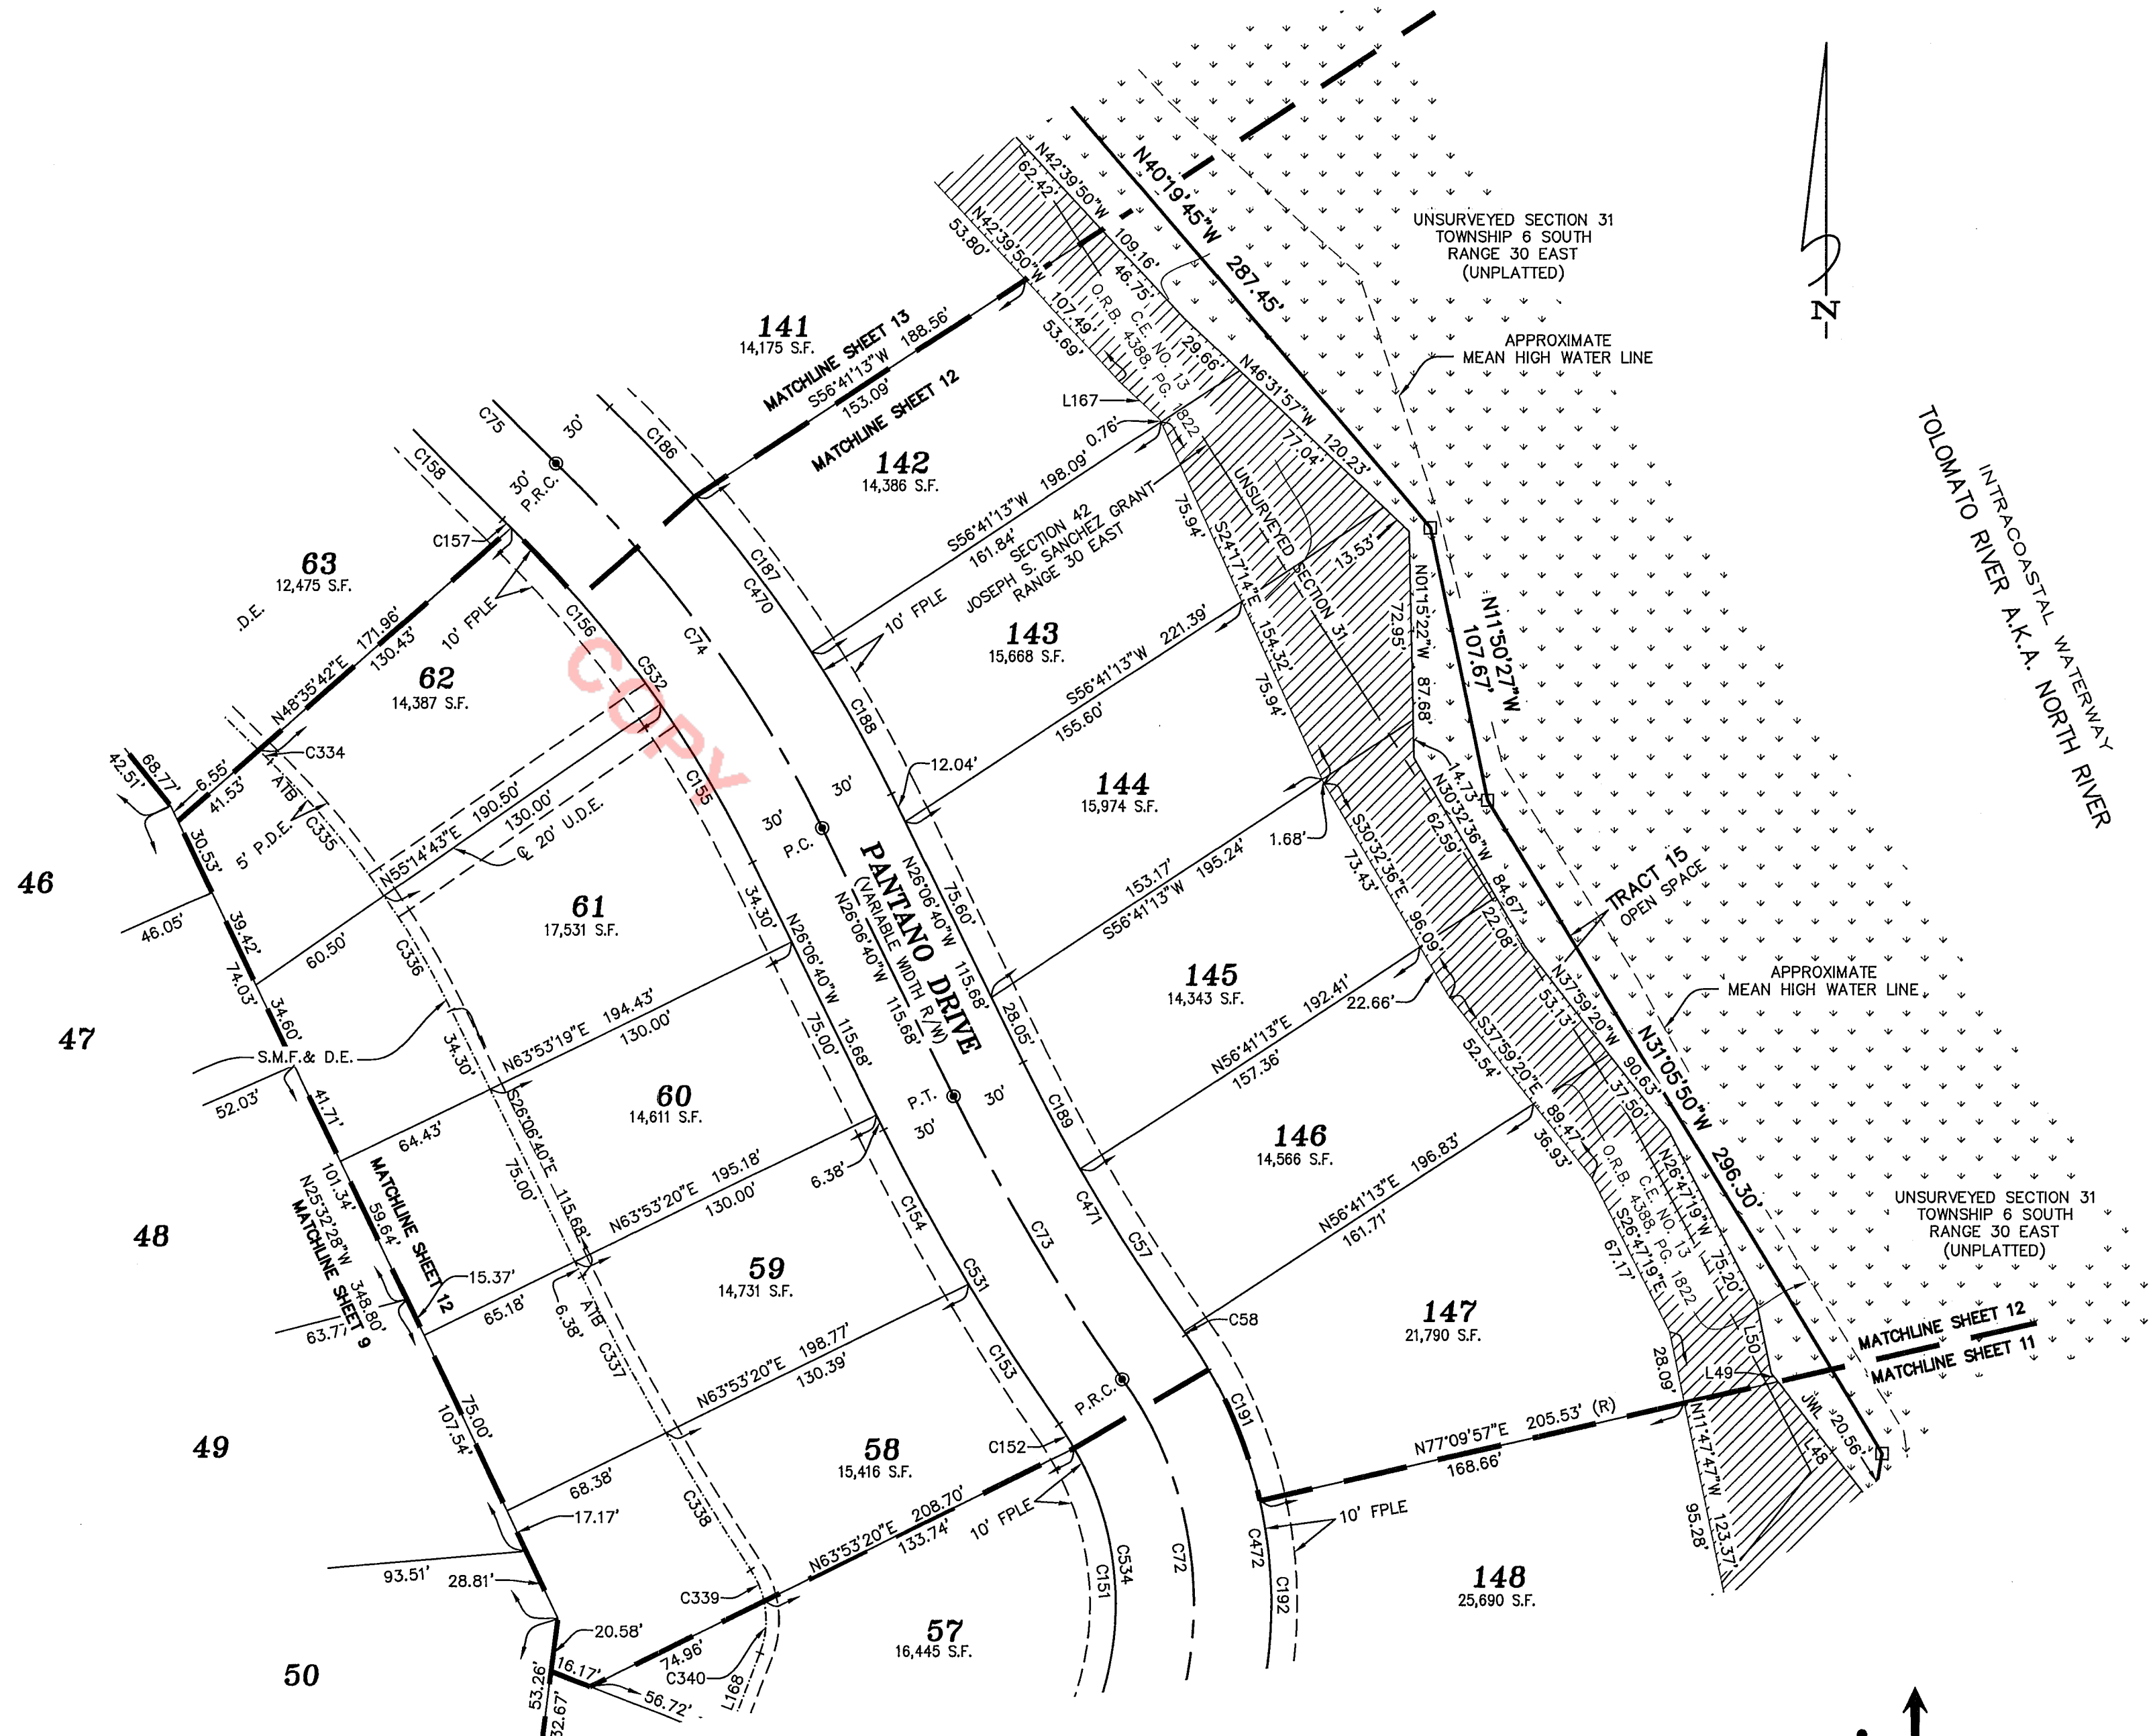 N40°19'45"W 287.45'
N42°39'50"W 109.16'
62.42'
46.75'
N42°39'50"W 107.49'
53.80'
53.69'
C.E. NO. 13
O.R.B. 4388, PG. 1822
29.66'
N46°31'57"W 120.23'
77.04'
13.53'
UNSURVEYED SECTION 31
TOWNSHIP 6 SOUTH
RANGE 30 EAST
(UNPLATTED)
APPROXIMATE
MEAN HIGH WATER LINE
N
INTRACOASTAL WATERWAY
TOLOMATO RIVER A.K.A. NORTH RIVER
141
14,175 S.F.
MATCHLINE SHEET 13
S56°41'13"W 188.56'
153.09'
MATCHLINE SHEET 12
L167
0.76'
C75
30'
30'
P.R.C.
C186
C158
C157
142
14,386 S.F.
S56°41'13"W 198.09'
161.84'
SECTION 42
JOSEPH S. SANCHEZ GRANT
RANGE 30 EAST
UNSURVEYED SECTION 31
75.94'
S24°17'14"E 154.32'
75.94'
N01°15'22"W 87.68'
72.95'
14.73'
N11°50'27"W
107.67'
63
12,475 S.F.
.D.E.
N48°35'42"E 171.96'
130.43'
10' FPLE
C156
C532
COPY
C74
C187
C470
10' FPLE
143
15,668 S.F.
S56°41'13"W 221.39'
155.60'
62
14,387 S.F.
C188
12.04'
C334
68.77'
42.51'
6.55'
41.53'
ATB
C335
5' P.D.E.
N55°14'43"E 190.50'
130.00'
℄ 20' U.D.E.
C155
30'
30'
P.C.
144
15,974 S.F.
1.68'
153.17'
S56°41'13"W 195.24'
S30°32'36"E 96.09'
73.43'
N30°32'36"W 84.67'
62.59'
22.08'
TRACT 15
OPEN SPACE
46
30.53'
46.05'
39.42'
74.03'
60.50'
34.60'
61
17,531 S.F.
34.30'
C336
N26°06'40"W 115.68'
PANTANO DRIVE
(VARIABLE WIDTH R/W)
N26°06'40"W 115.68'
N26°06'40"W 115.68'
75.60'
28.05'
145
14,343 S.F.
N56°41'13"E 192.41'
157.36'
22.66'
S37°59'20"E 89.47'
52.54'
36.93'
N37°59'20"W 90.63'
53.13'
37.50'
APPROXIMATE
MEAN HIGH WATER LINE
N31°05'50"W 296.30'
47
S.M.F.& D.E.
34.30'
N63°53'19"E 194.43'
130.00'
75.00'
52.03'
41.71'
64.43'
60
14,611 S.F.
S26°06'40"E 115.68'
75.00'
P.T.
30'
30'
C189
C471
C57
146
14,566 S.F.
N56°41'13"E 196.83'
161.71'
O.R.B. 4388, PG. 1822
C.E. NO. 13
N26°47'19"W 75.20'
S26°47'19"E
67.17'
48
101.34'
59.64'
MATCHLINE SHEET 12
N25°32'28"W 348.80'
MATCHLINE SHEET 9
15.37'
63.77'
65.18'
N63°53'20"E 195.18'
130.00'
6.38'
6.38'
ATB
C337
59
14,731 S.F.
C154
C531
C73
C58
147
21,790 S.F.
UNSURVEYED SECTION 31
TOWNSHIP 6 SOUTH
RANGE 30 EAST
(UNPLATTED)
MATCHLINE SHEET 12
MATCHLINE SHEET 11
L50
L49
28.09'
JWL 20.56'
L48
N77°09'57"E 205.53' (R)
168.66'
N11°47'47"W 123.37'
95.28'
49
75.00'
107.54'
68.38'
N63°53'20"E 198.77'
130.39'
C153
P.R.C.
C152
C191
58
15,416 S.F.
C338
17.17'
93.51'
28.81'
N63°53'20"E 208.70'
133.74'
10' FPLE
C151
C534
C72
C472
C192
10' FPLE
148
25,690 S.F.
C339
20.58'
16.17'
74.96'
C340
L168
56.72'
53.26'
32.67'
57
16,445 S.F.
50